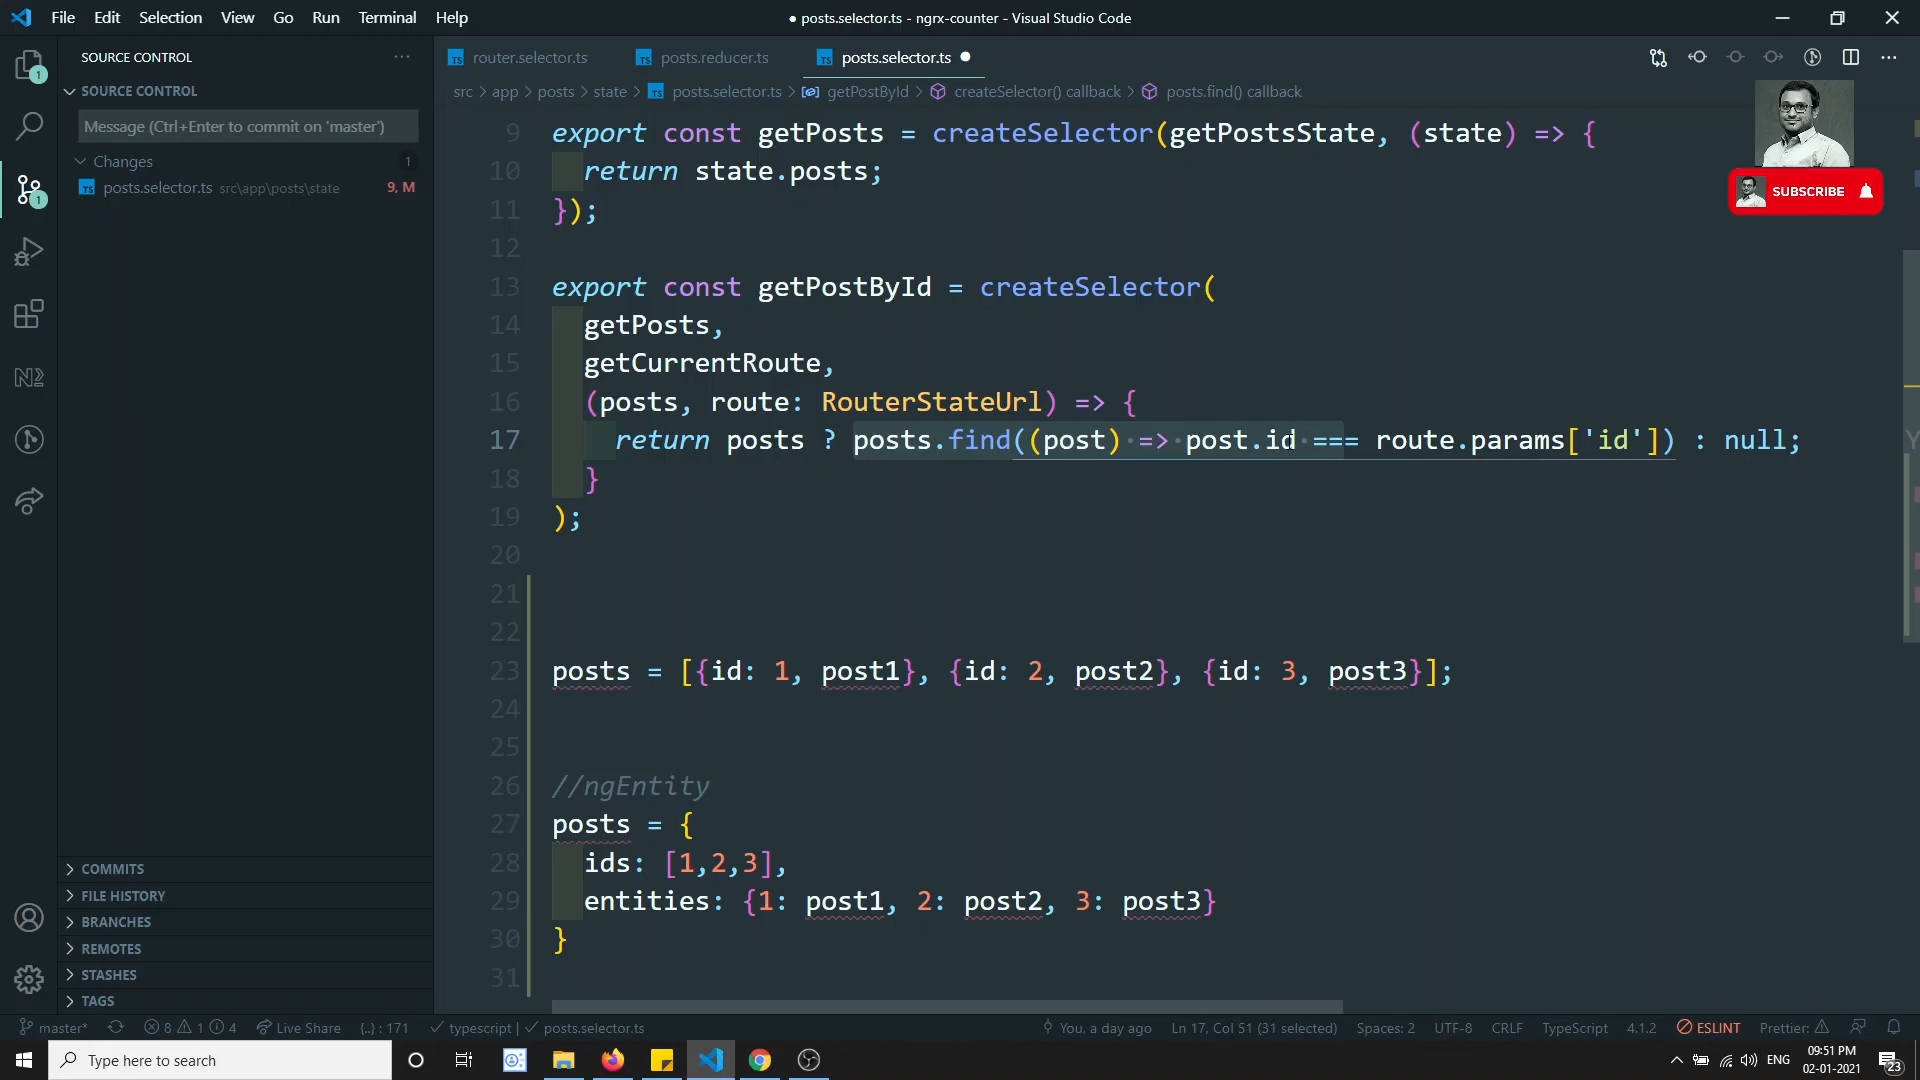 File Edit Selection View Go Run Terminal Help
● posts.selector.ts - ngrx-counter - Visual Studio Code
SOURCE CONTROL ···
SOURCE CONTROL
Message (Ctrl+Enter to commit on 'master')
Changes 1
posts.selector.ts src\app\posts\state 9, M
COMMITS
FILE HISTORY
BRANCHES
REMOTES
STASHES
TAGS
router.selector.ts posts.reducer.ts posts.selector.ts
src > app > posts > state > posts.selector.ts > getPostById > createSelector() callback > posts.find() callback
SUBSCRIBE
9 export const getPosts = createSelector(getPostsState, (state) => {
10 return state.posts;
11 });
12
13 export const getPostById = createSelector(
14 getPosts,
15 getCurrentRoute,
16 (posts, route: RouterStateUrl) => {
17 return posts ? posts.find((post) => post.id === route.params['id']) : null;
18 }
19 );
20
21
22
23 posts = [{id: 1, post1}, {id: 2, post2}, {id: 3, post3}];
24
25
26 //ngEntity
27 posts = {
28 ids: [1,2,3],
29 entities: {1: post1, 2: post2, 3: post3}
30 }
31
master* 8 1 4 Live Share {..} : 171 typescript | posts.selector.ts You, a day ago Ln 17, Col 51 (31 selected) Spaces: 2 UTF-8 CRLF TypeScript 4.1.2 ESLINT Prettier:
Type here to search
ENG 09:51 PM
02-01-2021
23